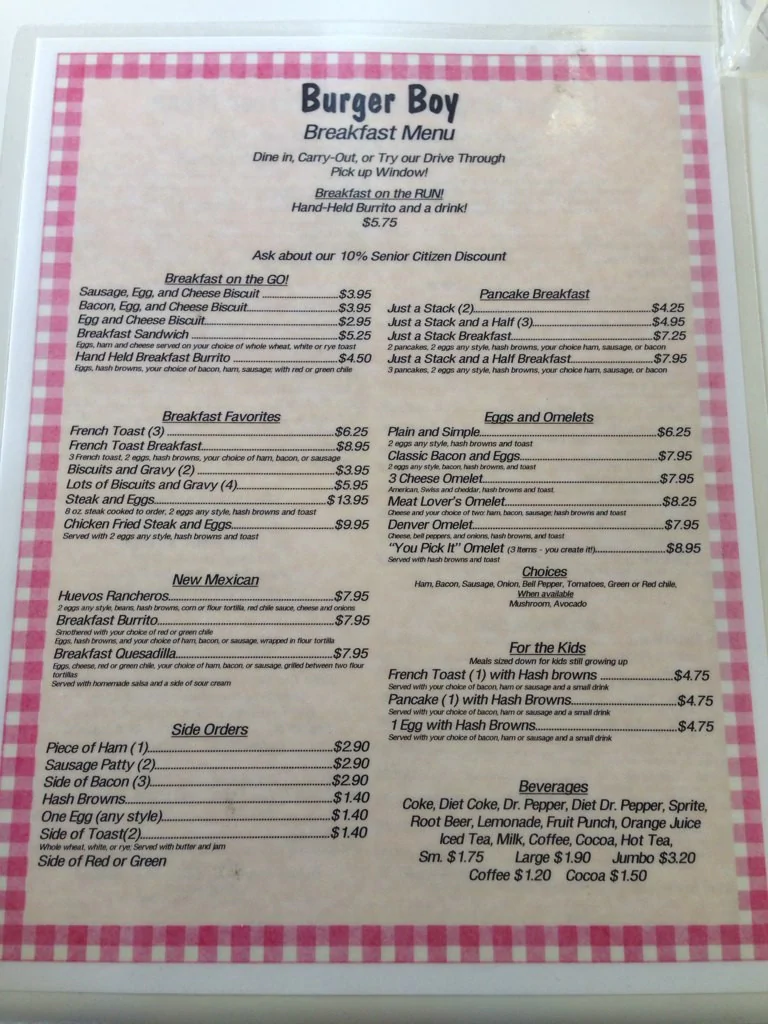 Burger Boy
Breakfast Menu
Dine in, Carry-Out, or Try our Drive Through
Pick up Window!
Breakfast on the RUN!
Hand-Held Burrito and a drink!
$5.75
Ask about our 10% Senior Citizen Discount
Breakfast on the GO!
Sausage, Egg, and Cheese Biscuit ........................$3.95
Bacon, Egg, and Cheese Biscuit............................$3.95
Egg and Cheese Biscuit..........................................$2.95
Breakfast Sandwich ...............................................$5.25
Eggs, ham and cheese served on your choice of whole wheat, white or rye toast
Hand Held Breakfast Burrito .................................$4.50
Eggs, hash browns, your choice of bacon, ham, sausage; with red or green chile
Breakfast Favorites
French Toast (3) .....................................................$6.25
French Toast Breakfast...........................................$8.95
3 French toast, 2 eggs, hash browns, your choice of ham, bacon, or sausage
Biscuits and Gravy (2) ............................................$3.95
Lots of Biscuits and Gravy (4)................................$5.95
Steak and Eggs.....................................................$13.95
8 oz. steak cooked to order, 2 eggs any style, hash browns and toast
Chicken Fried Steak and Eggs................................$9.95
Served with 2 eggs any style, hash browns and toast
New Mexican
Huevos Rancheros..................................................$7.95
2 eggs any style, beans, hash browns, corn or flour tortilla, red chile sauce, cheese and onions
Breakfast Burrito.....................................................$7.95
Smothered with your choice of red or green chile
Eggs, hash browns, and your choice of ham, bacon, or sausage, wrapped in flour tortilla
Breakfast Quesadilla...............................................$7.95
Eggs, cheese, red or green chile, your choice of ham, bacon, or sausage, grilled between two flour
tortillas
Served with homemade salsa and a side of sour cream
Side Orders
Piece of Ham (1)......................................................$2.90
Sausage Patty (2)....................................................$2.90
Side of Bacon (3).....................................................$2.90
Hash Browns...........................................................$1.40
One Egg (any style).................................................$1.40
Side of Toast(2).......................................................$1.40
Whole wheat, white, or rye; Served with butter and jam
Side of Red or Green
Pancake Breakfast
Just a Stack (2)........................................................$4.25
Just a Stack and a Half (3).......................................$4.95
Just a Stack Breakfast.............................................$7.25
2 pancakes, 2 eggs any style, hash browns, your choice ham, sausage, or bacon
Just a Stack and a Half Breakfast...........................$7.95
3 pancakes, 2 eggs any style, hash browns, your choice ham, sausage, or bacon
Eggs and Omelets
Plain and Simple......................................................$6.25
2 eggs any style, hash browns and toast
Classic Bacon and Eggs...........................................$7.95
2 eggs any style, bacon, hash browns, and toast
3 Cheese Omelet......................................................$7.95
American, Swiss and cheddar, hash browns and toast.
Meat Lover's Omelet................................................$8.25
Cheese and your choice of two: ham, bacon, sausage; hash browns and toast
Denver Omelet.........................................................$7.95
Cheese, bell peppers, and onions, hash browns, and toast
"You Pick It" Omelet (3 items - you create it!)..................$8.95
Served with hash browns and toast
Choices
Ham, Bacon, Sausage, Onion, Bell Pepper, Tomatoes, Green or Red chile,
When available
Mushroom, Avocado
For the Kids
Meals sized down for kids still growing up
French Toast (1) with Hash browns ......................$4.75
Served with your choice of bacon, ham or sausage and a small drink
Pancake (1) with Hash Browns................................$4.75
Served with your choice of bacon, ham or sausage and a small drink
1 Egg with Hash Browns...........................................$4.75
Served with your choice of bacon, ham or sausage and a small drink
Beverages
Coke, Diet Coke, Dr. Pepper, Diet Dr. Pepper, Sprite,
Root Beer, Lemonade, Fruit Punch, Orange Juice
Iced Tea, Milk, Coffee, Cocoa, Hot Tea,
Sm. $1.75 Large $1.90 Jumbo $3.20
Coffee $1.20 Cocoa $1.50